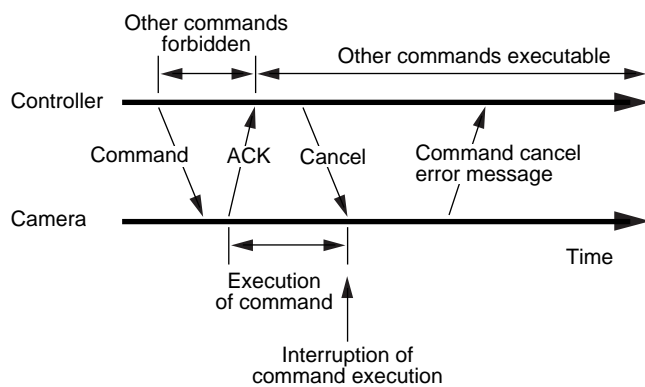 Other commands
forbidden
Other commands executable
Controller
Command
ACK
Cancel
Command cancel
error message
Camera
Time
Execution
of command
Interruption of
command execution